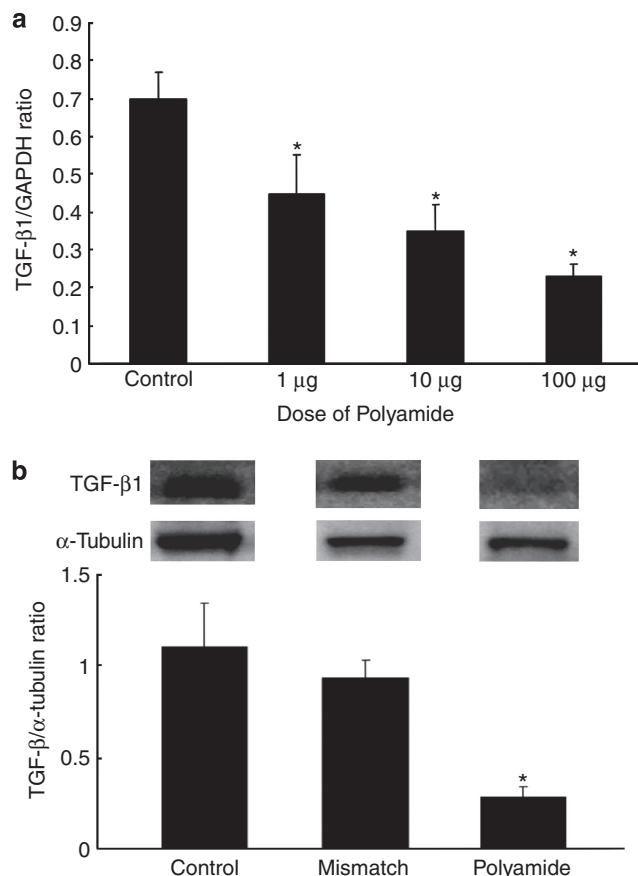 a
TGF-β1/GAPDH ratio
0.9
0.8
0.7
0.6
0.5
0.4
0.3
0.2
0.1
0
*
*
*
Control 1 μg 10 μg 100 μg
Dose of Polyamide
b
TGF-β1
α-Tubulin
TGF-β/α-tubulin ratio
1.5
1
0.5
0
*
Control Mismatch Polyamide